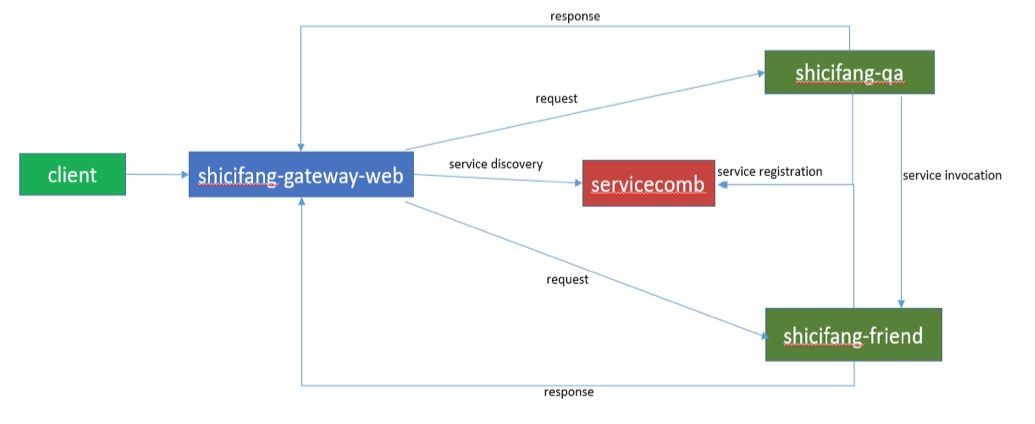 response
shicifang-qa
request
service discovery
client
shicifang-gateway-web
servicecomb
service registration
service invocation
request
shicifang-friend
response